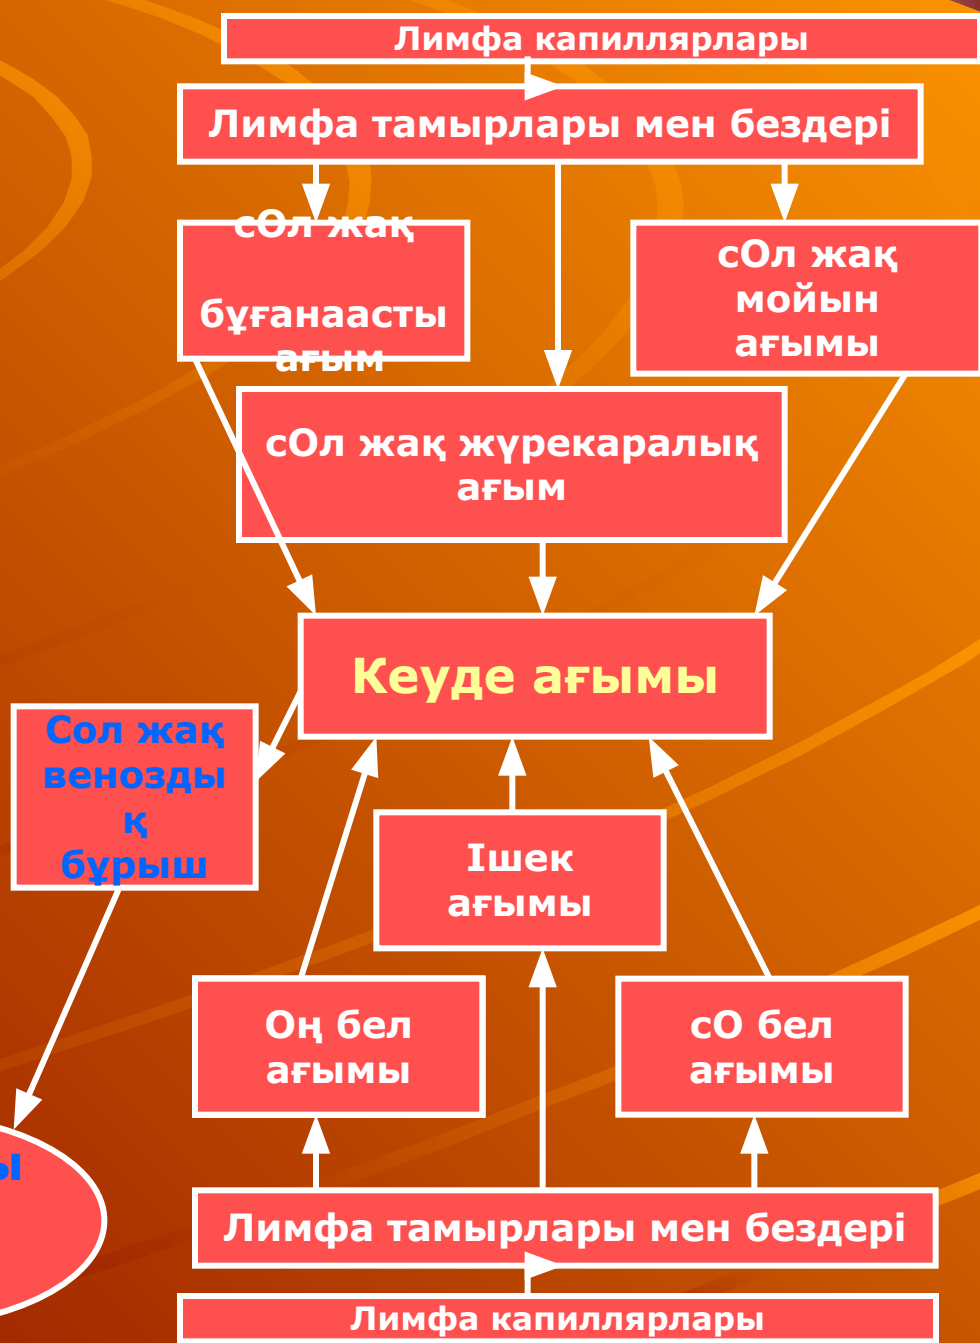 Лимфа капиллярлары
Лимфа тамырлары мен бездері
сОл жақ
бұғанаасты
ағым
сОл жақ
мойын
ағымы
сОл жақ жүрекаралық
ағым
Кеуде ағымы
Сол жақ
венозды
қ
бұрыш
Ішек
ағымы
Оң бел
ағымы
сО бел
ағымы
ы
Лимфа тамырлары мен бездері
Лимфа капиллярлары